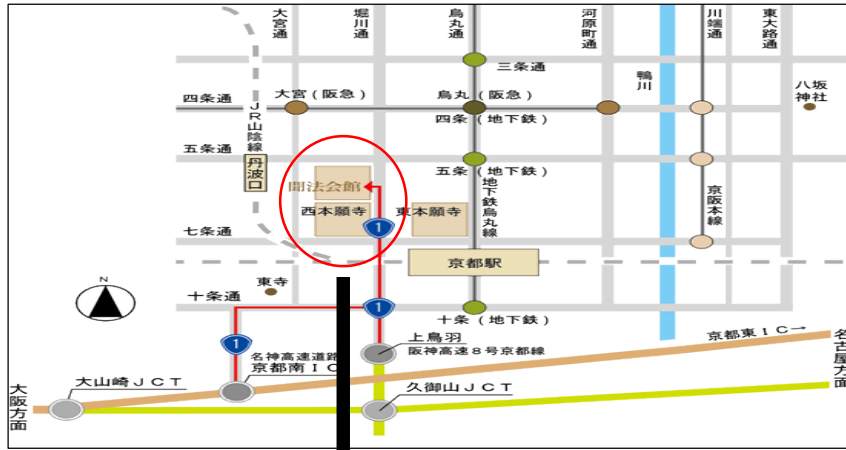 大宮通
堀川通
烏丸通
河原町通
川端通
東大路通
三条通
鴨川
八坂
神社
大宮(阪急)
烏丸(阪急)
四条通
四条(地下鉄)
JR山陰線
五条通
五条(地下鉄)
丹波口
聞法会館
地下鉄烏丸線
京阪本線
西本願寺
東本願寺
1
七条通
京都駅
N
東寺
十条通
1
十条(地下鉄)
1
上鳥羽
阪神高速8号京都線
京都東IC→
名古屋方面
名神高速道路
京都南IC
大山崎JCT
久御山JCT
大阪方面